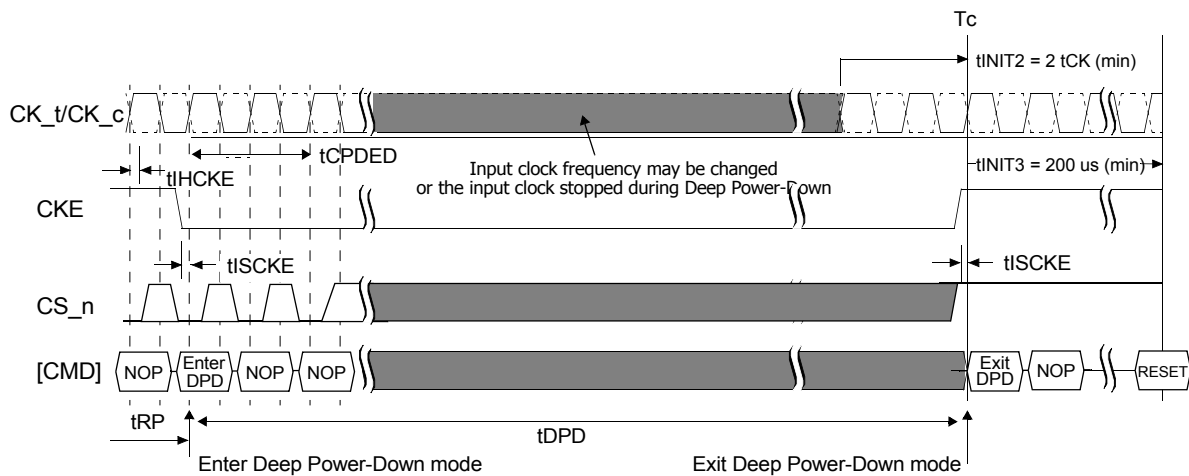 Tc
tINIT2 = 2 tCK (min)
CK_t/CK_c
tCPDED
Input clock frequency may be changed
or the input clock stopped during Deep Power-Down
tINIT3 = 200 us (min)
tIHCKE
CKE
tISCKE
tISCKE
CS_n
[CMD]
NOP
Enter
DPD
NOP
NOP
Exit
DPD
NOP
RESET
tRP
tDPD
Enter Deep Power-Down mode
Exit Deep Power-Down mode